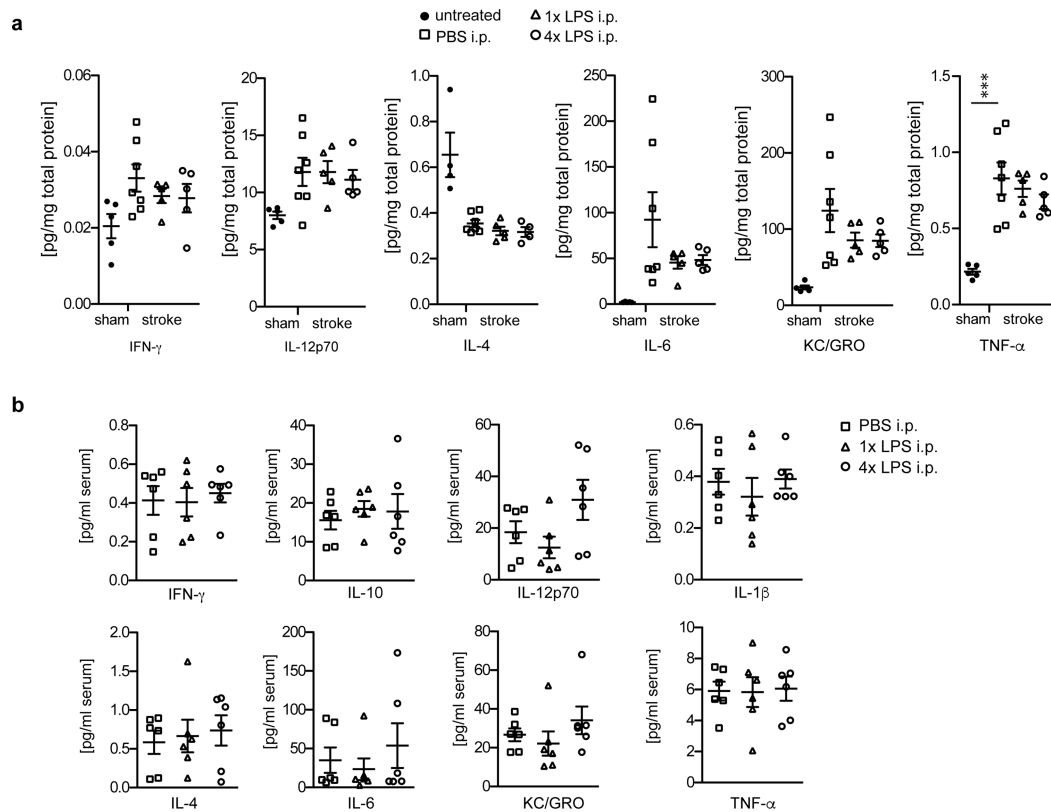 a
untreated
1x LPS i.p.
PBS i.p.
4x LPS i.p.
[pg/mg total protein]
0.06
0.04
0.02
0.00
sham stroke
IFN-γ
[pg/mg total protein]
20
15
10
5
0
sham stroke
IL-12p70
[pg/mg total protein]
1.0
0.8
0.6
0.4
0.2
0.0
sham stroke
IL-4
[pg/mg total protein]
250
200
150
100
50
0
sham stroke
IL-6
[pg/mg total protein]
300
200
100
0
sham stroke
KC/GRO
[pg/mg total protein]
1.5
1.0
0.5
0.0
***
sham stroke
TNF-α
b
PBS i.p.
1x LPS i.p.
4x LPS i.p.
[pg/ml serum]
0.8
0.6
0.4
0.2
0.0
IFN-γ
[pg/ml serum]
40
30
20
10
0
IL-10
[pg/ml serum]
60
40
20
0
IL-12p70
[pg/ml serum]
0.6
0.4
0.2
0.0
IL-1β
[pg/ml serum]
2.0
1.5
1.0
0.5
0.0
IL-4
[pg/ml serum]
200
150
100
50
0
IL-6
[pg/ml serum]
80
60
40
20
0
KC/GRO
[pg/ml serum]
10
8
6
4
2
0
TNF-α